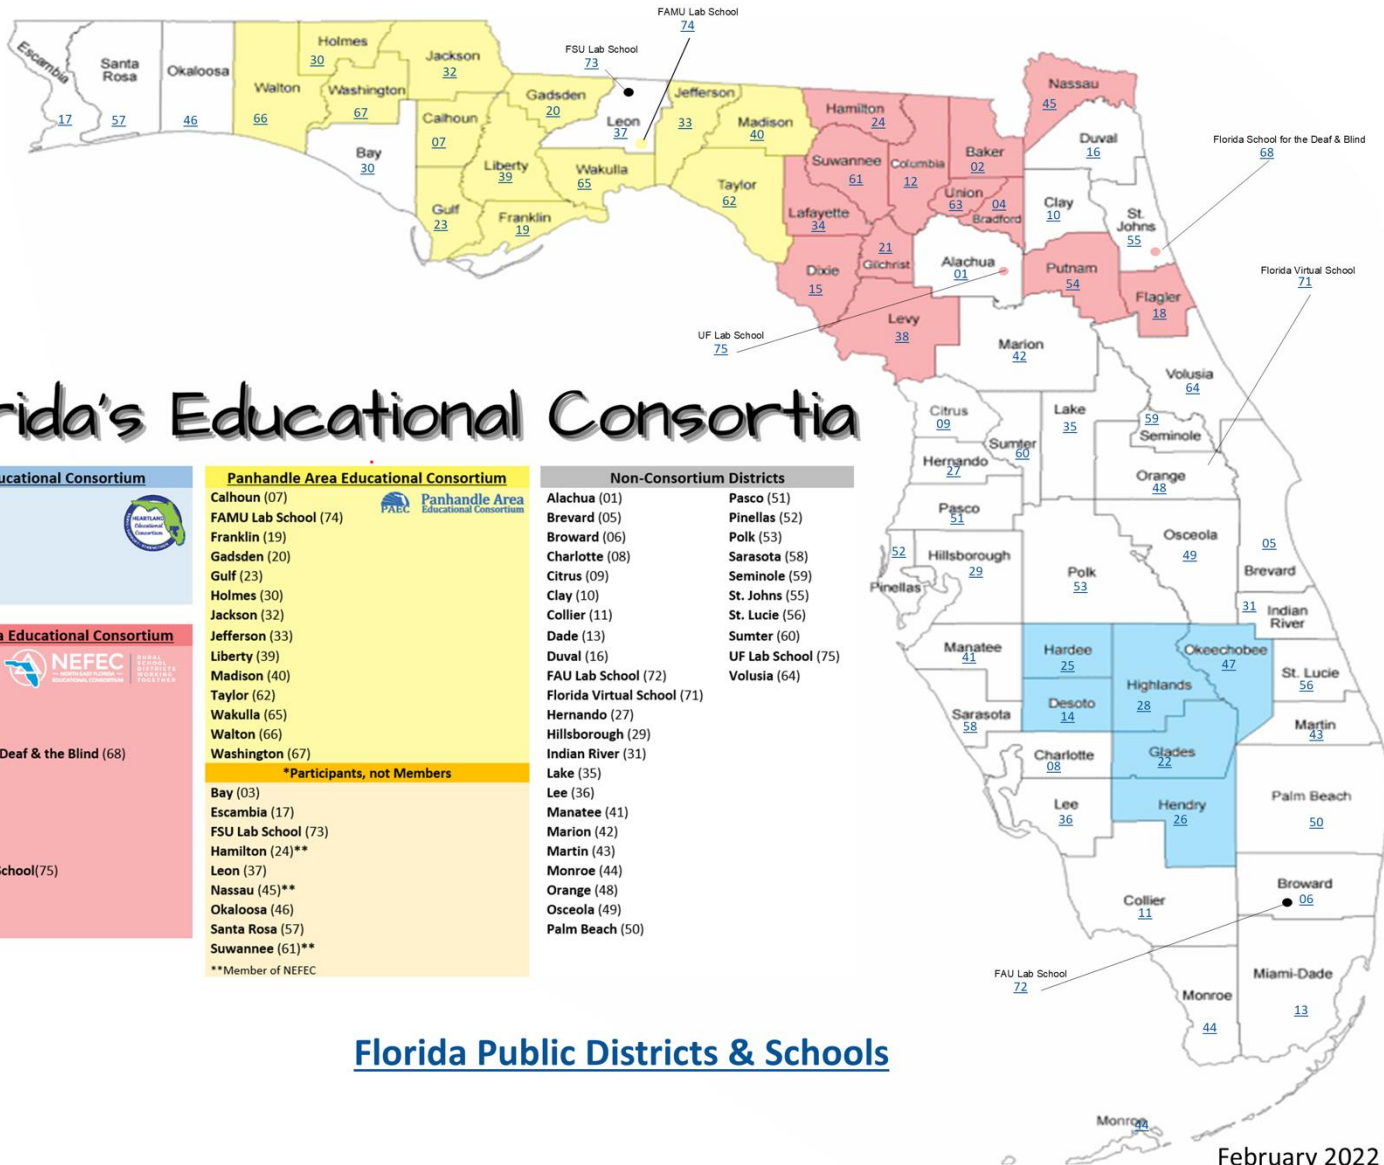 FAMU Lab School
74
FSU Lab School
73
Escambia
17
Santa
Rosa
57
Okaloosa
46
Walton
66
Holmes
30
Washington
67
Jackson
32
Bay
30
Calhoun
07
Gulf
23
Gadsden
20
Liberty
39
Franklin
19
Leon
37
Wakulla
65
Jefferson
33
Madison
40
Taylor
62
Hamilton
24
Suwannee
61
Lafayette
34
Columbia
12
Baker
02
Union
63
04
Bradford
Nassau
45
Duval
16
Clay
10
St.
Johns
55
Florida School for the Deaf & Blind
68
Dixie
15
21
Gilchrist
Alachua
01
Putnam
54
Flagler
18
Levy
38
UF Lab School
75
Florida Virtual School
71
Marion
42
Volusia
64
Citrus
09
Lake
35
Sumter
60
59
Seminole
Hernando
27
Orange
48
Pasco
51
Osceola
49
05
Brevard
52
Pinellas
Hillsborough
29
Polk
53
31
Indian
River
Manatee
41
Hardee
25
Okeechobee
47
Highlands
28
St. Lucie
56
Sarasota
58
Desoto
14
Martin
43
Charlotte
08
Glades
22
Lee
36
Hendry
26
Palm Beach
50
Collier
11
Broward
06
FAU Lab School
72
Monroe
44
Miami-Dade
13
Monroe
44
rida's Educational Consortia
ucational Consortium
HEARTLAND
Educational
Consortium
a Educational Consortium
NEFEC
NORTH EAST FLORIDA
EDUCATIONAL CONSORTIUM
RURAL
SCHOOL
DISTRICTS
WORKING
TOGETHER
Deaf & the Blind (68)
chool(75)
Panhandle Area Educational Consortium
PAEC
Panhandle Area
Educational Consortium
Calhoun (07)
FAMU Lab School (74)
Franklin (19)
Gadsden (20)
Gulf (23)
Holmes (30)
Jackson (32)
Jefferson (33)
Liberty (39)
Madison (40)
Taylor (62)
Wakulla (65)
Walton (66)
Washington (67)
*Participants, not Members
Bay (03)
Escambia (17)
FSU Lab School (73)
Hamilton (24)**
Leon (37)
Nassau (45)**
Okaloosa (46)
Santa Rosa (57)
Suwannee (61)**
**Member of NEFEC
Non-Consortium Districts
Alachua (01)
Brevard (05)
Broward (06)
Charlotte (08)
Citrus (09)
Clay (10)
Collier (11)
Dade (13)
Duval (16)
FAU Lab School (72)
Florida Virtual School (71)
Hernando (27)
Hillsborough (29)
Indian River (31)
Lake (35)
Lee (36)
Manatee (41)
Marion (42)
Martin (43)
Monroe (44)
Orange (48)
Osceola (49)
Palm Beach (50)
Pasco (51)
Pinellas (52)
Polk (53)
Sarasota (58)
Seminole (59)
St. Johns (55)
St. Lucie (56)
Sumter (60)
UF Lab School (75)
Volusia (64)
Florida Public Districts & Schools
February 2022